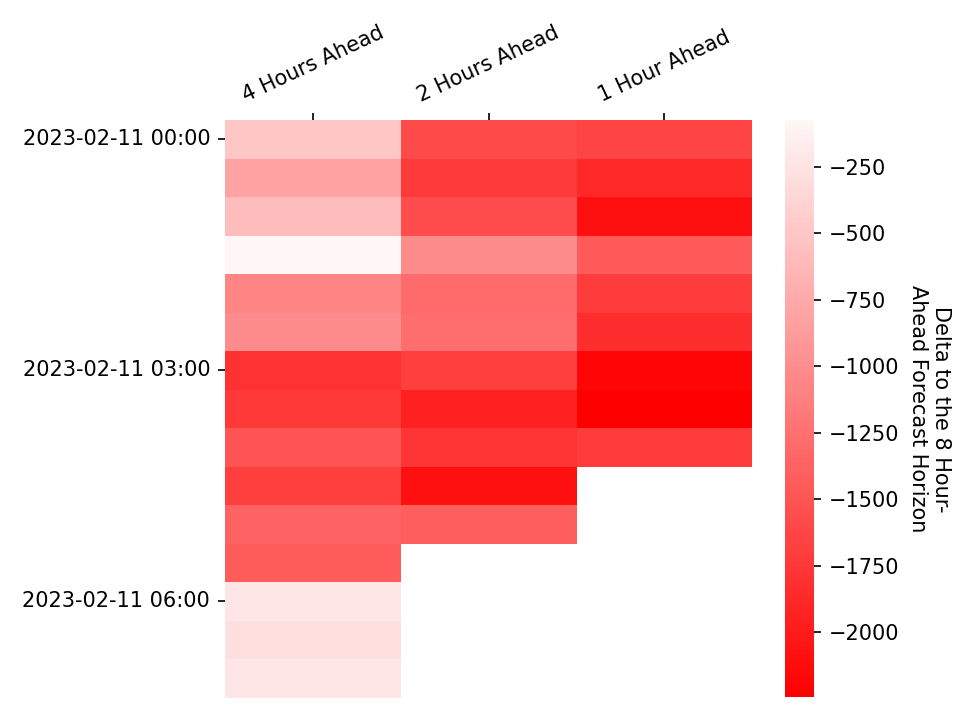 4 Hours Ahead
2 Hours Ahead
1 Hour Ahead
2023-02-11 00:00
2023-02-11 03:00
2023-02-11 06:00
−250
−500
−750
−1000
−1250
−1500
−1750
−2000
Delta to the 8 Hour-
Ahead Forecast Horizon